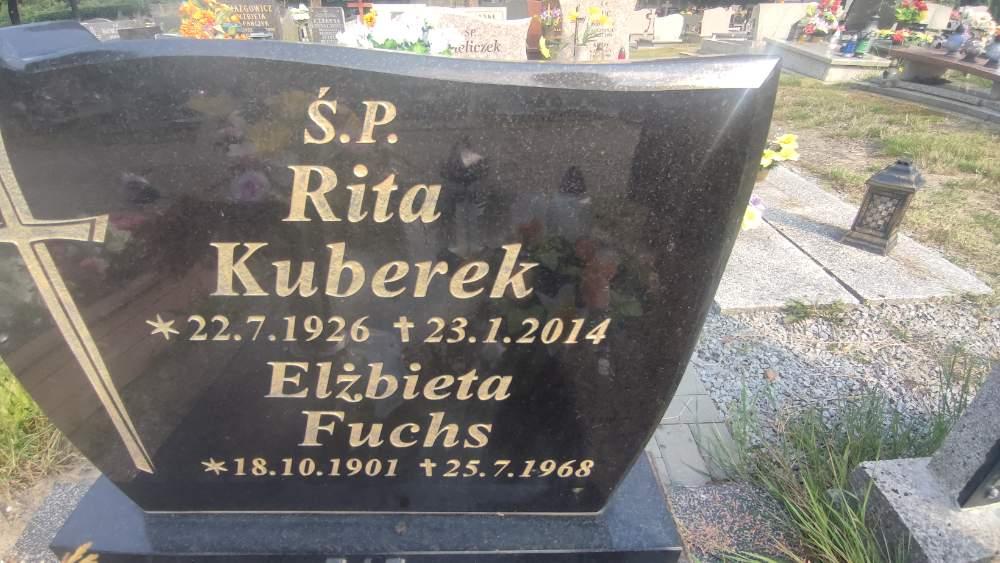 Ś.P.
Rita
Kuberek
* 22.7.1926 † 23.1.2014
Elżbieta
Fuchs
* 18.10.1901 † 25.7.1968